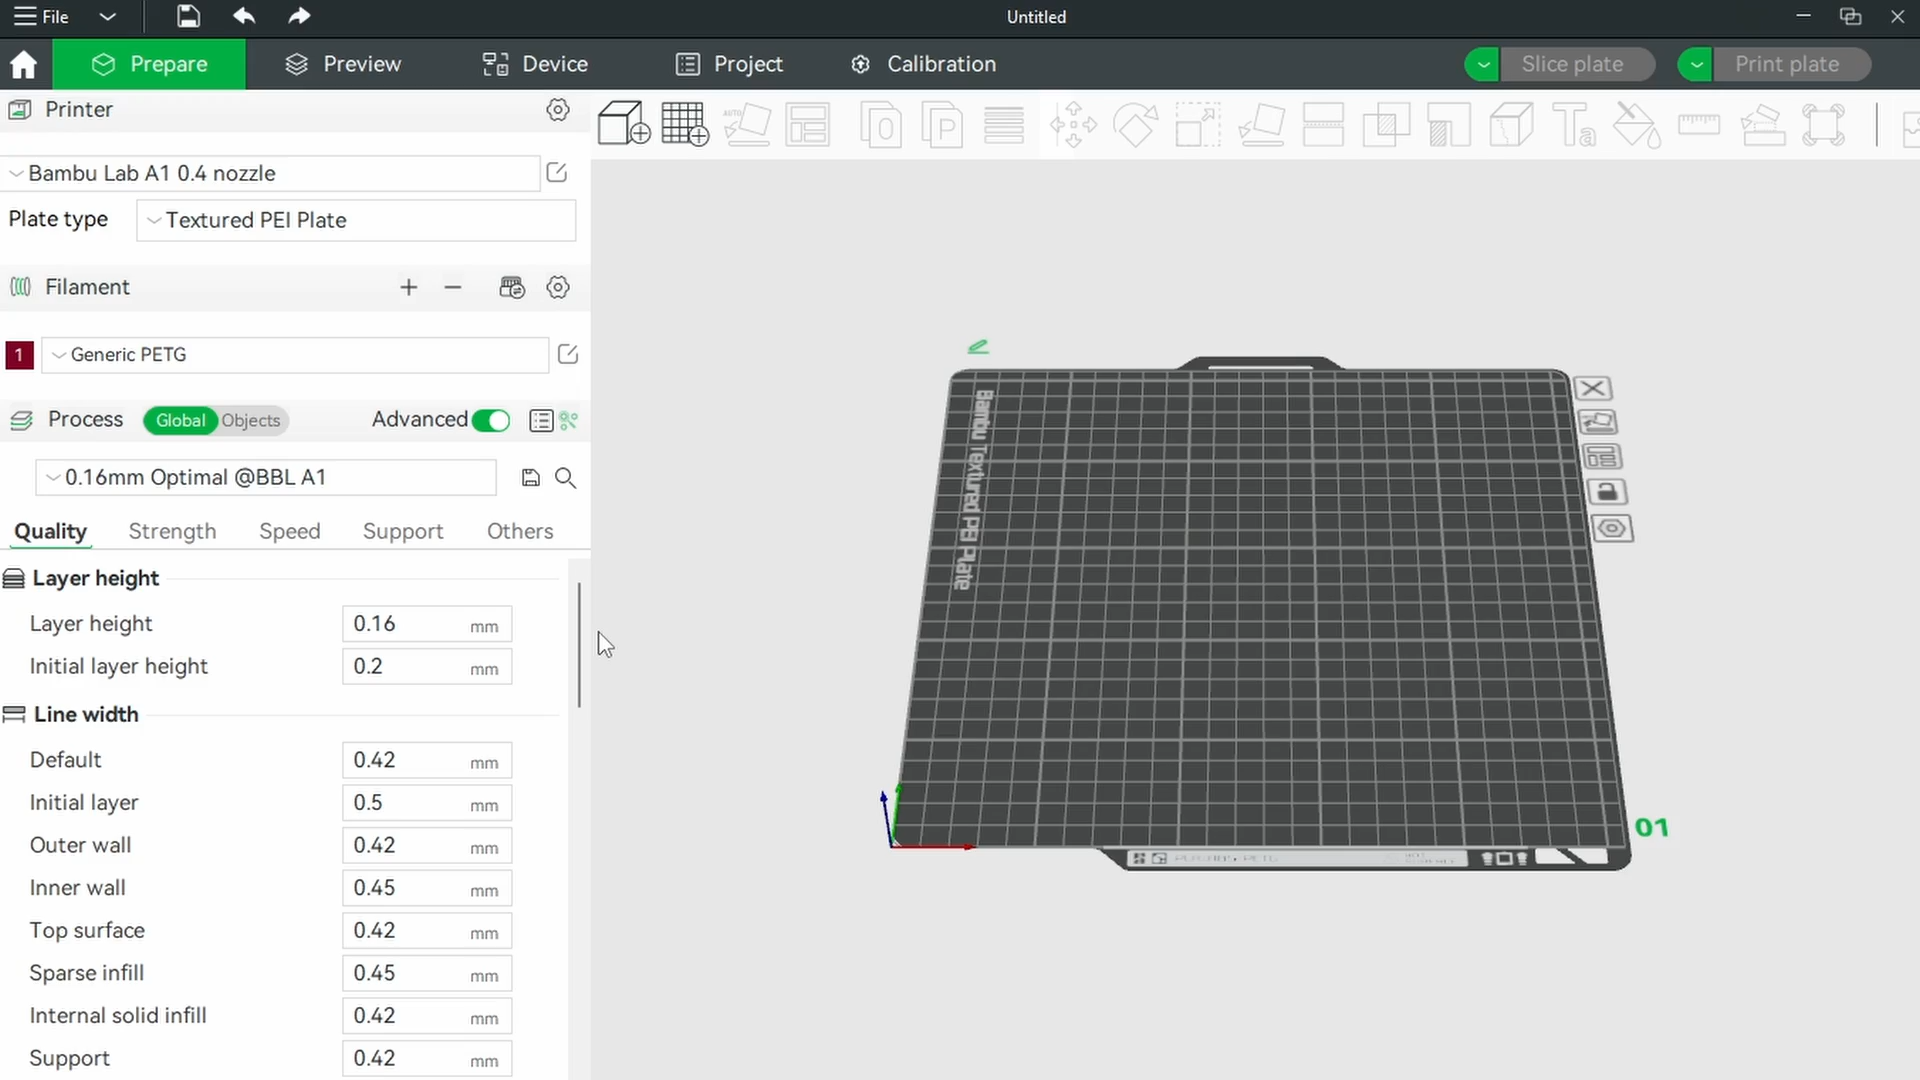 File
Untitled
Prepare
Preview
Device
Project
Calibration
Slice plate
Print plate
Printer
Bambu Lab A1 0.4 nozzle
Plate type
Textured PEI Plate
Filament
1
Generic PETG
Process
Global
Objects
Advanced
0.16mm Optimal @BBL A1
Quality
Strength
Speed
Support
Others
Layer height
Layer height 0.16 mm
Initial layer height 0.2 mm
Line width
Default 0.42 mm
Initial layer 0.5 mm
Outer wall 0.42 mm
Inner wall 0.45 mm
Top surface 0.42 mm
Sparse infill 0.45 mm
Internal solid infill 0.42 mm
Support 0.42 mm
AUTO
O
P
Ta
Bambu Textured PEI Plate
01